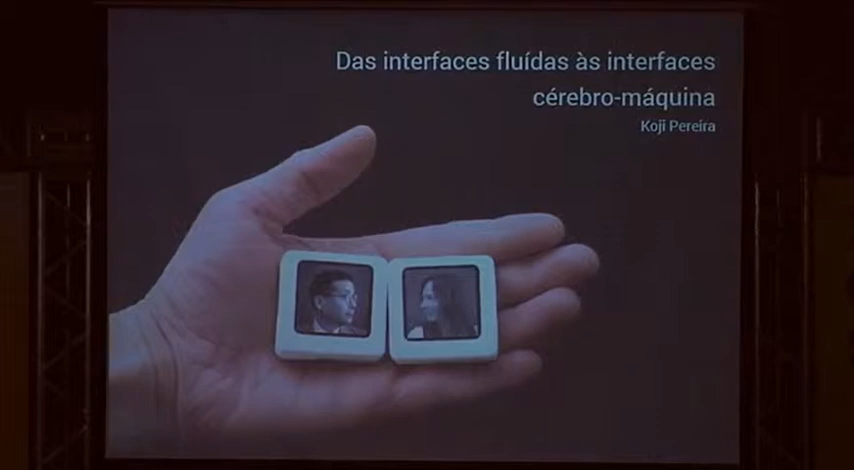 Das interfaces fluídas às interfaces
cérebro-máquina
Koji Pereira